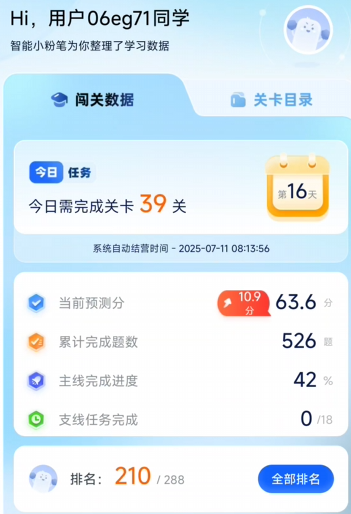 Hi，用户06eg71同学
智能小粉笔为你整理了学习数据
闯关数据 关卡目录
今日 任务
今日需完成关卡 39 关
第16天
系统自动结营时间 - 2025-07-11 08:13:56
当前预测分 10.9分 63.6 分
累计完成题数 526 题
主线完成进度 42 %
支线任务完成 0 /18
排名： 210 / 288 全部排名